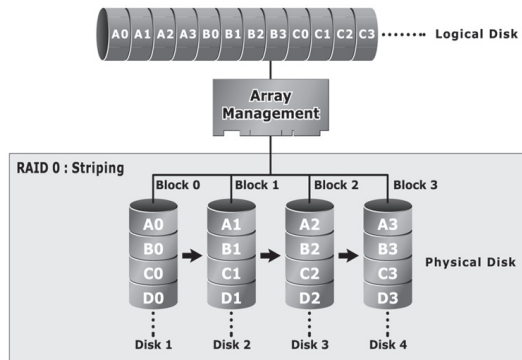 A0 A1 A2 A3 B0 B1 B2 B3 C0 C1 C2 C3 Logical Disk
Array
Management
RAID 0 : Striping
Block 0 Block 1 Block 2 Block 3
A0 A1 A2 A3
B0 B1 B2 B3
C0 C1 C2 C3
Physical Disk
D0 D1 D2 D3
Disk 1 Disk 2 Disk 3 Disk 4